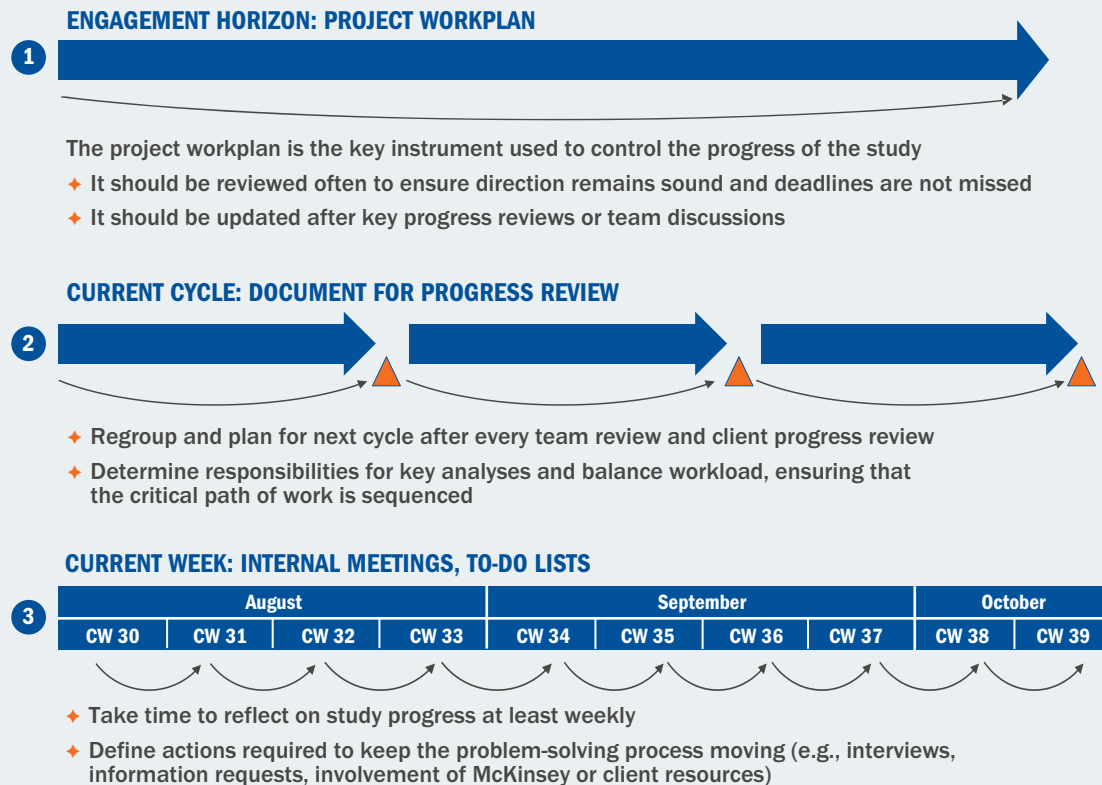 ENGAGEMENT HORIZON: PROJECT WORKPLAN
1
The project workplan is the key instrument used to control the progress of the study
It should be reviewed often to ensure direction remains sound and deadlines are not missed
It should be updated after key progress reviews or team discussions
CURRENT CYCLE: DOCUMENT FOR PROGRESS REVIEW
2
Regroup and plan for next cycle after every team review and client progress review
Determine responsibilities for key analyses and balance workload, ensuring that
the critical path of work is sequenced
CURRENT WEEK: INTERNAL MEETINGS, TO-DO LISTS
3
August September October
CW 30 CW 31 CW 32 CW 33 CW 34 CW 35 CW 36 CW 37 CW 38 CW 39
Take time to reflect on study progress at least weekly
Define actions required to keep the problem-solving process moving (e.g., interviews,
information requests, involvement of McKinsey or client resources)